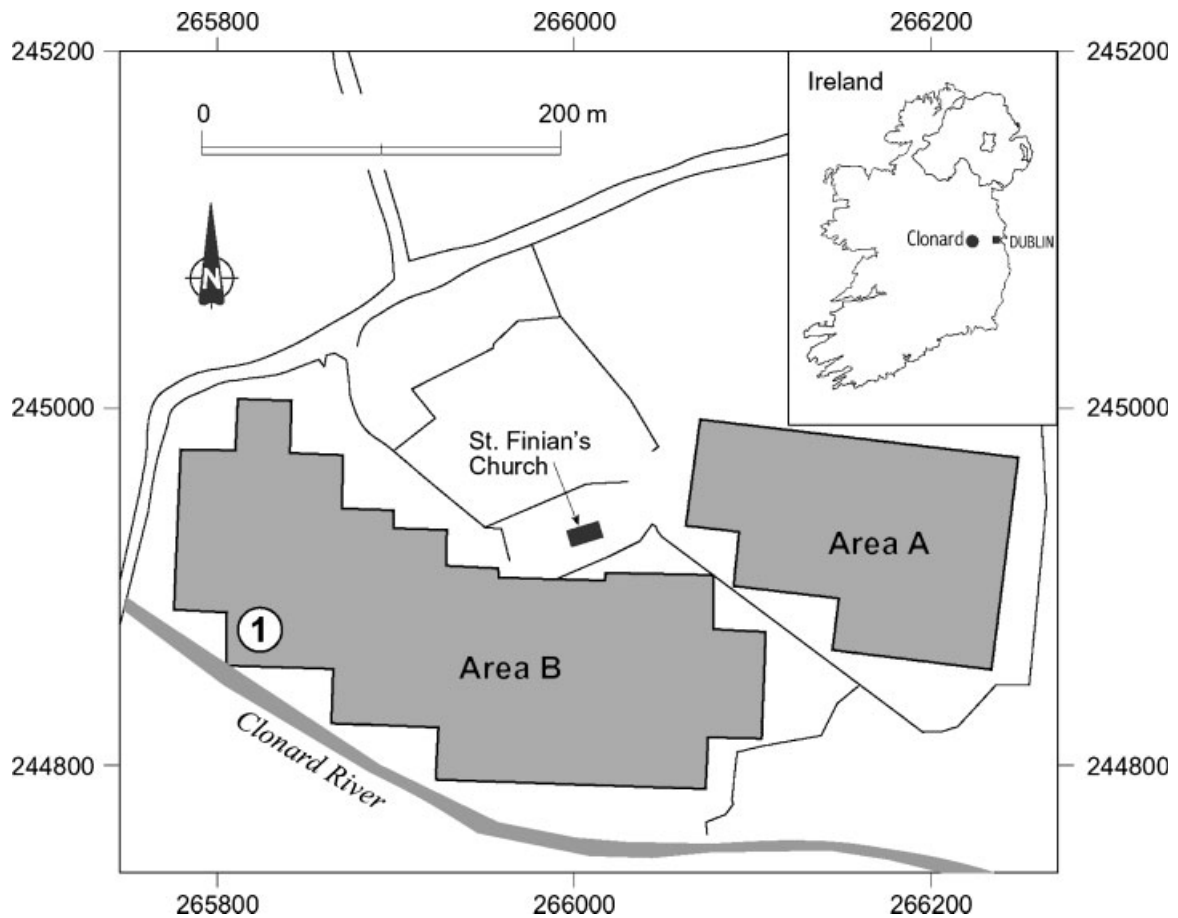 265800
266000
266200
245200
245200
Ireland
0
200 m
Clonard
DUBLIN
N
245000
245000
St. Finian's
Church
Area A
1
Area B
Clonard River
244800
244800
265800
266000
266200